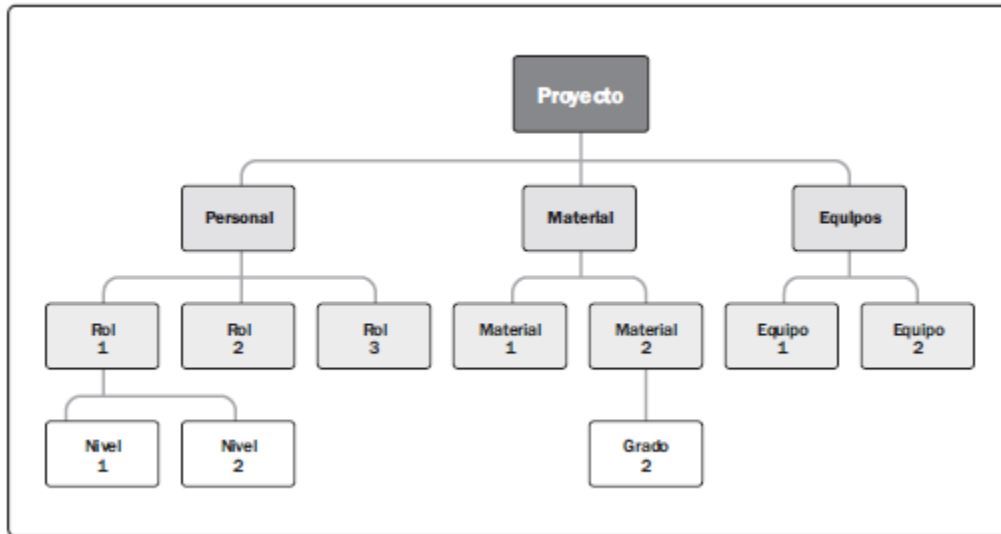 Proyecto
Personal
Material
Equipos
Rol
1
Rol
2
Rol
3
Material
1
Material
2
Equipo
1
Equipo
2
Nivel
1
Nivel
2
Grado
2